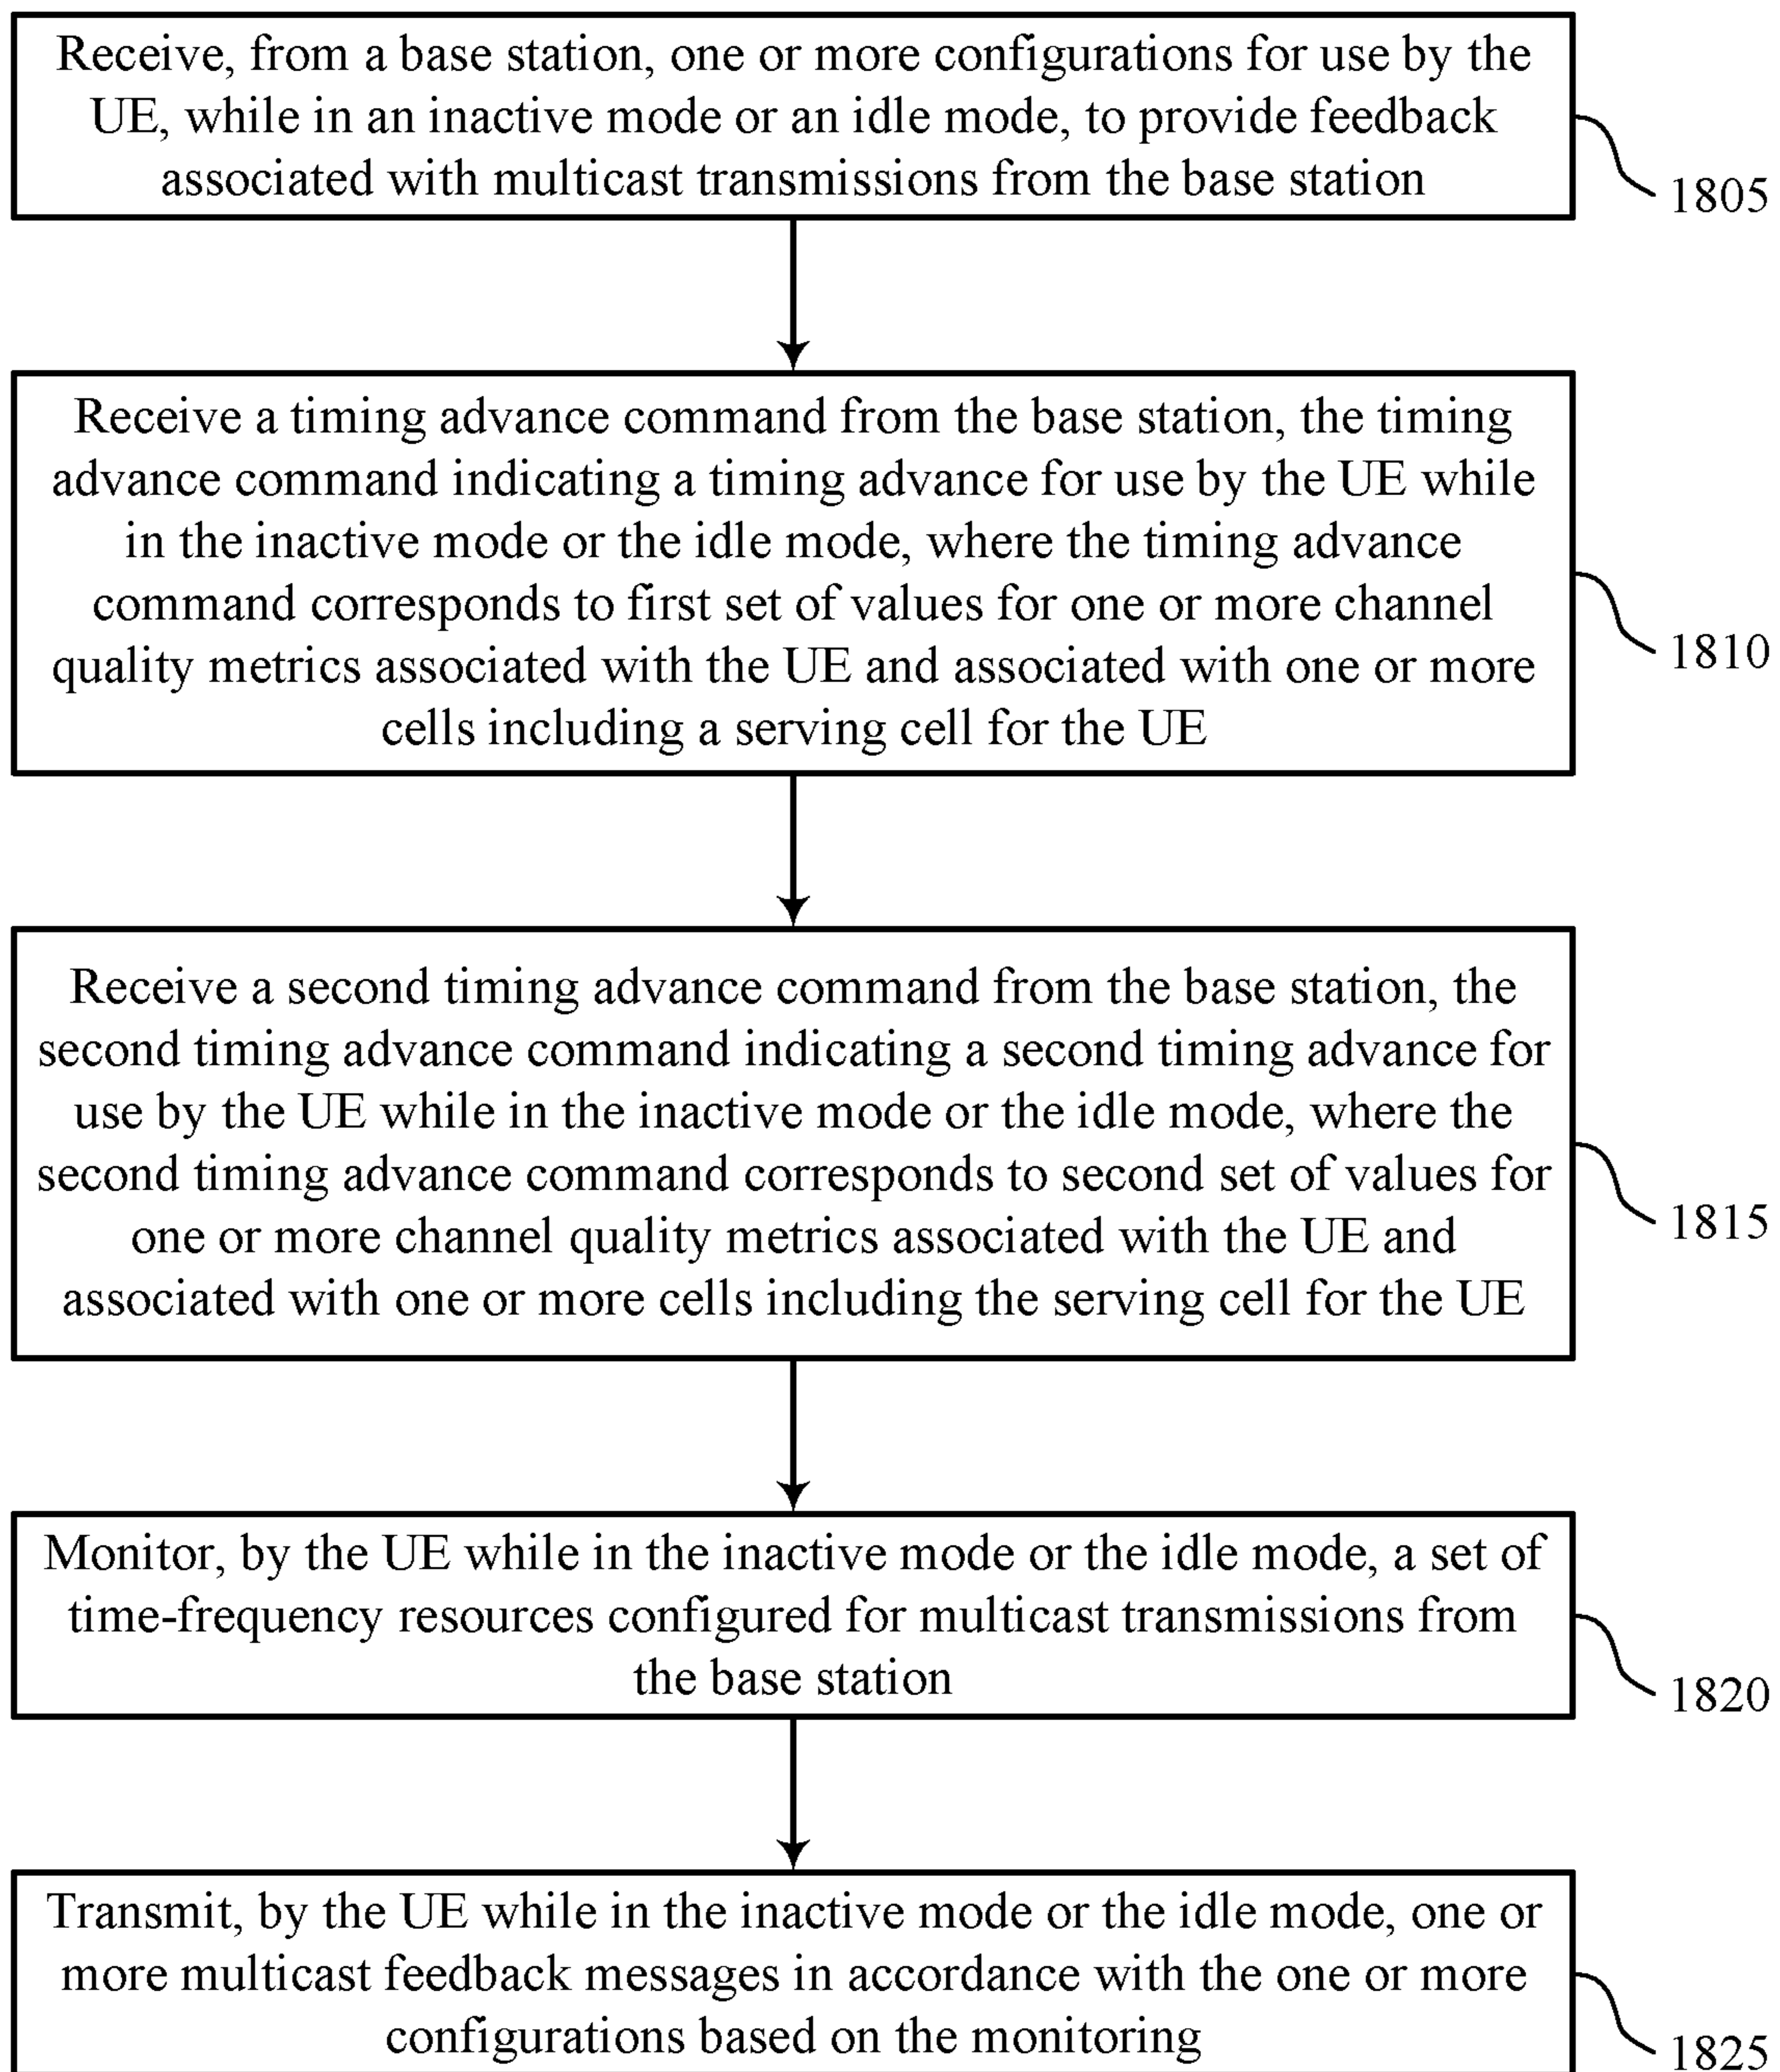 Receive, from a base station, one or more configurations for use by the
UE, while in an inactive mode or an idle mode, to provide feedback
associated with multicast transmissions from the base station
1805
Receive a timing advance command from the base station, the timing
advance command indicating a timing advance for use by the UE while
in the inactive mode or the idle mode, where the timing advance
command corresponds to first set of values for one or more channel
quality metrics associated with the UE and associated with one or more
cells including a serving cell for the UE
1810
Receive a second timing advance command from the base station, the
second timing advance command indicating a second timing advance for
use by the UE while in the inactive mode or the idle mode, where the
second timing advance command corresponds to second set of values for
one or more channel quality metrics associated with the UE and
associated with one or more cells including the serving cell for the UE
1815
Monitor, by the UE while in the inactive mode or the idle mode, a set of
time-frequency resources configured for multicast transmissions from
the base station
1820
Transmit, by the UE while in the inactive mode or the idle mode, one or
more multicast feedback messages in accordance with the one or more
configurations based on the monitoring
1825